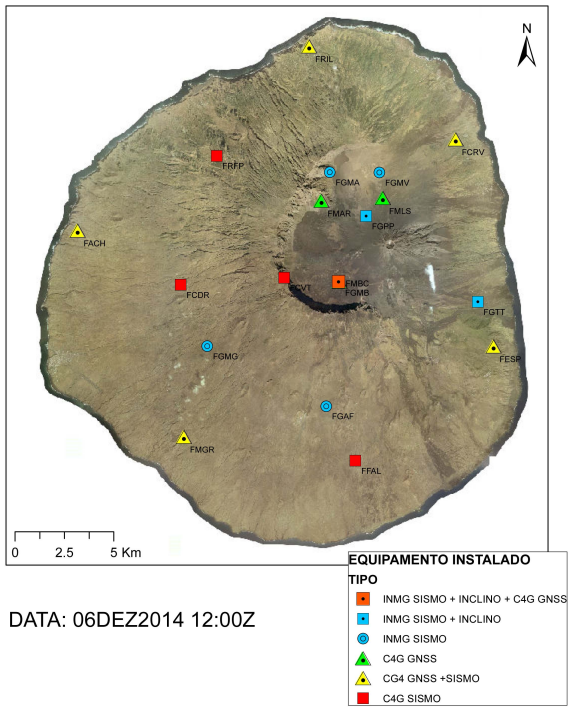 N
FRIL
FCRV
FRFP
FGMA
FGMV
FMAR
FMLS
FGPP
FACH
FCDR
FCVT
FMBC
FGMB
FGTT
FGMG
FESP
FGAF
FMGR
FFAL
0 2.5 5 Km
EQUIPAMENTO INSTALADO
TIPO
INMG SISMO + INCLINO + C4G GNSS
INMG SISMO + INCLINO
INMG SISMO
C4G GNSS
CG4 GNSS +SISMO
C4G SISMO
DATA: 06DEZ2014 12:00Z